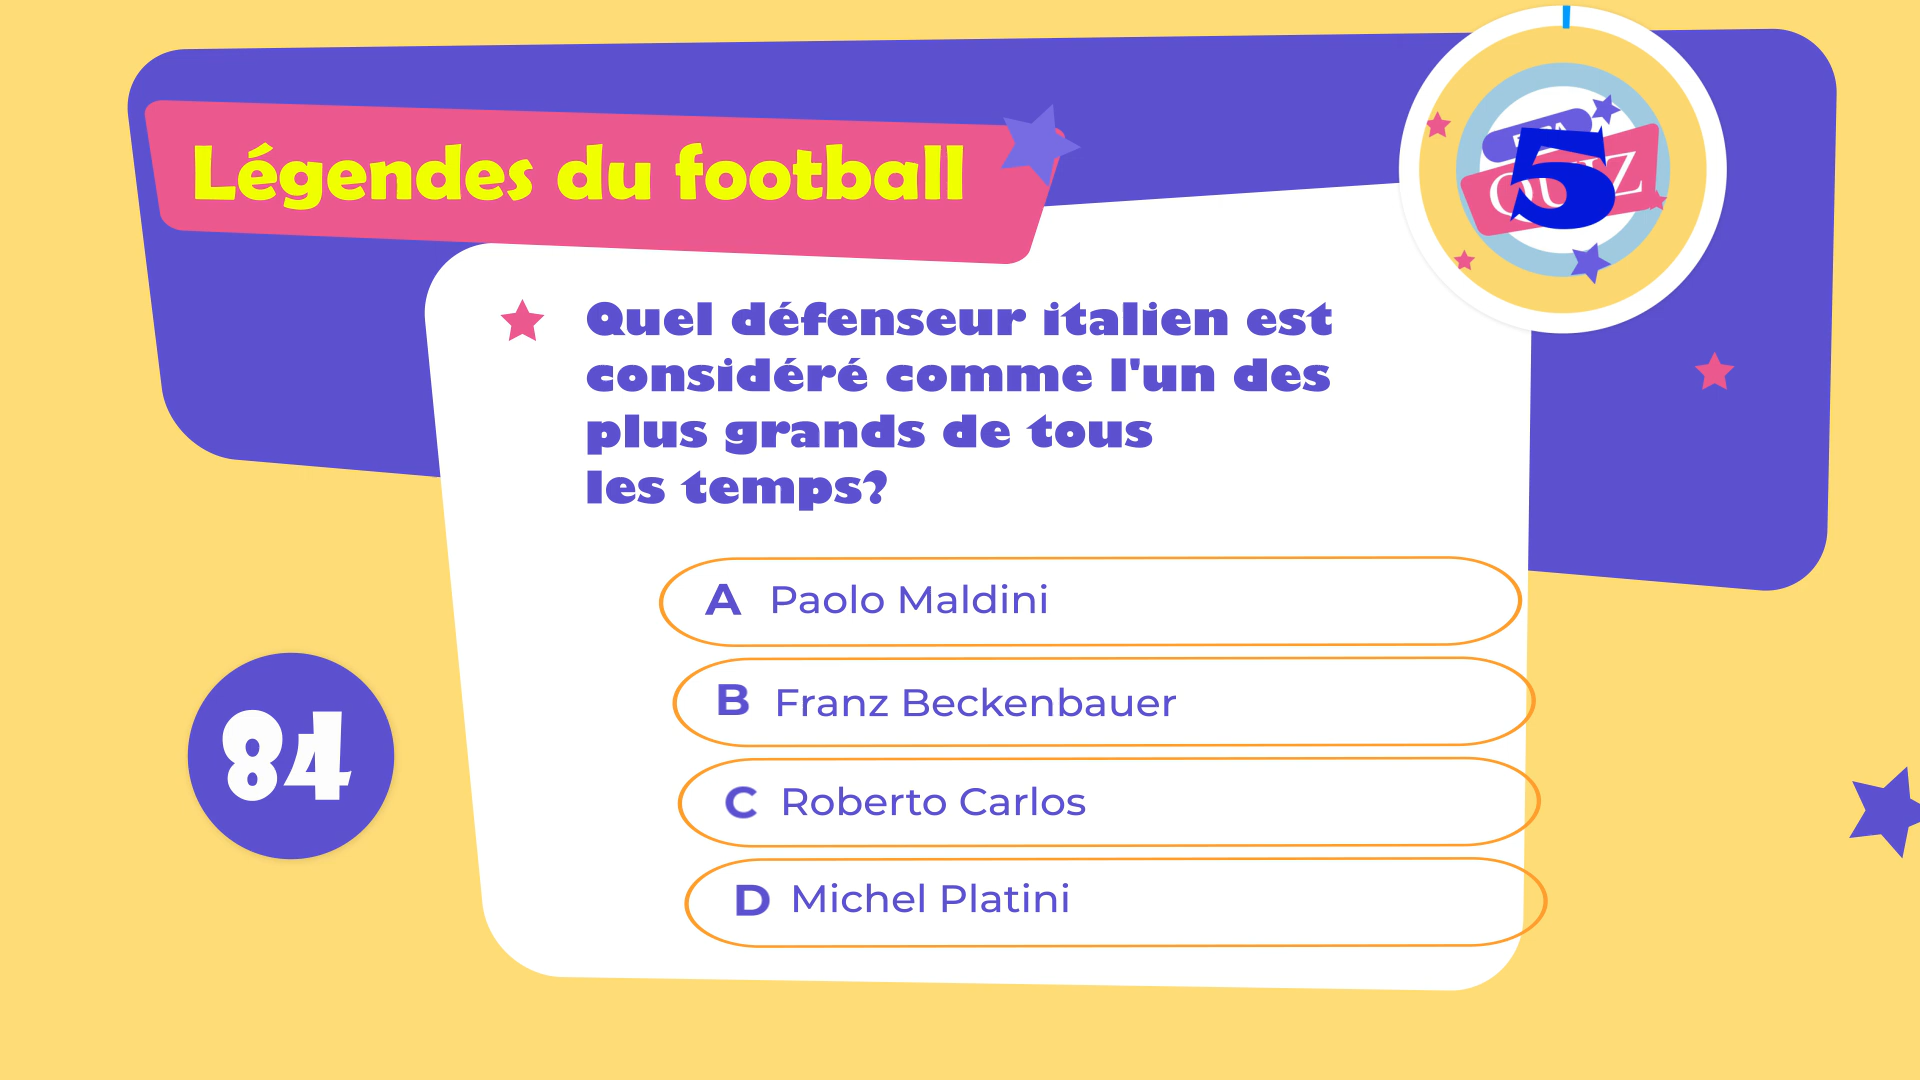 Légendes du football
5
QUIZ
Quel défenseur italien est
considéré comme l'un des
plus grands de tous
les temps?
A Paolo Maldini
B Franz Beckenbauer
C Roberto Carlos
D Michel Platini
84